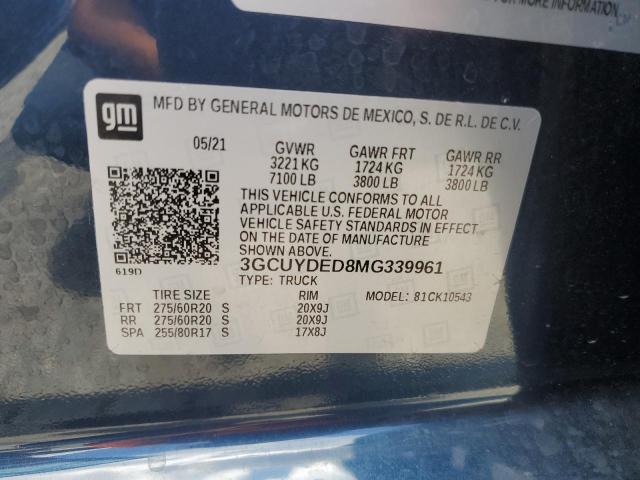 FOR MORE INFORMATION
gm MFD BY GENERAL MOTORS DE MEXICO, S. DE R.L. DE C.V.
05/21 GVWR GAWR FRT GAWR RR
3221 KG 1724 KG 1724 KG
7100 LB 3800 LB 3800 LB
THIS VEHICLE CONFORMS TO ALL
APPLICABLE U.S. FEDERAL MOTOR
VEHICLE SAFETY STANDARDS IN EFFECT
ON THE DATE OF MANUFACTURE
SHOWN ABOVE.
619D 3GCUYDED8MG339961
TYPE: TRUCK MODEL: 81CK10543
TIRE SIZE RIM
FRT 275/60R20 S 20X9J
RR 275/60R20 S 20X9J
SPA 255/80R17 S 17X8J